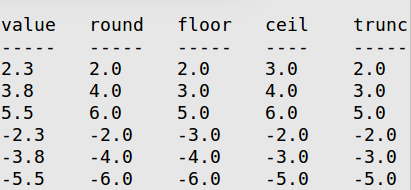 value   round   floor   ceil    trunc
-----   -----   -----   ----    -----
2.3     2.0     2.0     3.0     2.0
3.8     4.0     3.0     4.0     3.0
5.5     6.0     5.0     6.0     5.0
-2.3    -2.0    -3.0    -2.0    -2.0
-3.8    -4.0    -4.0    -3.0    -3.0
-5.5    -6.0    -6.0    -5.0    -5.0